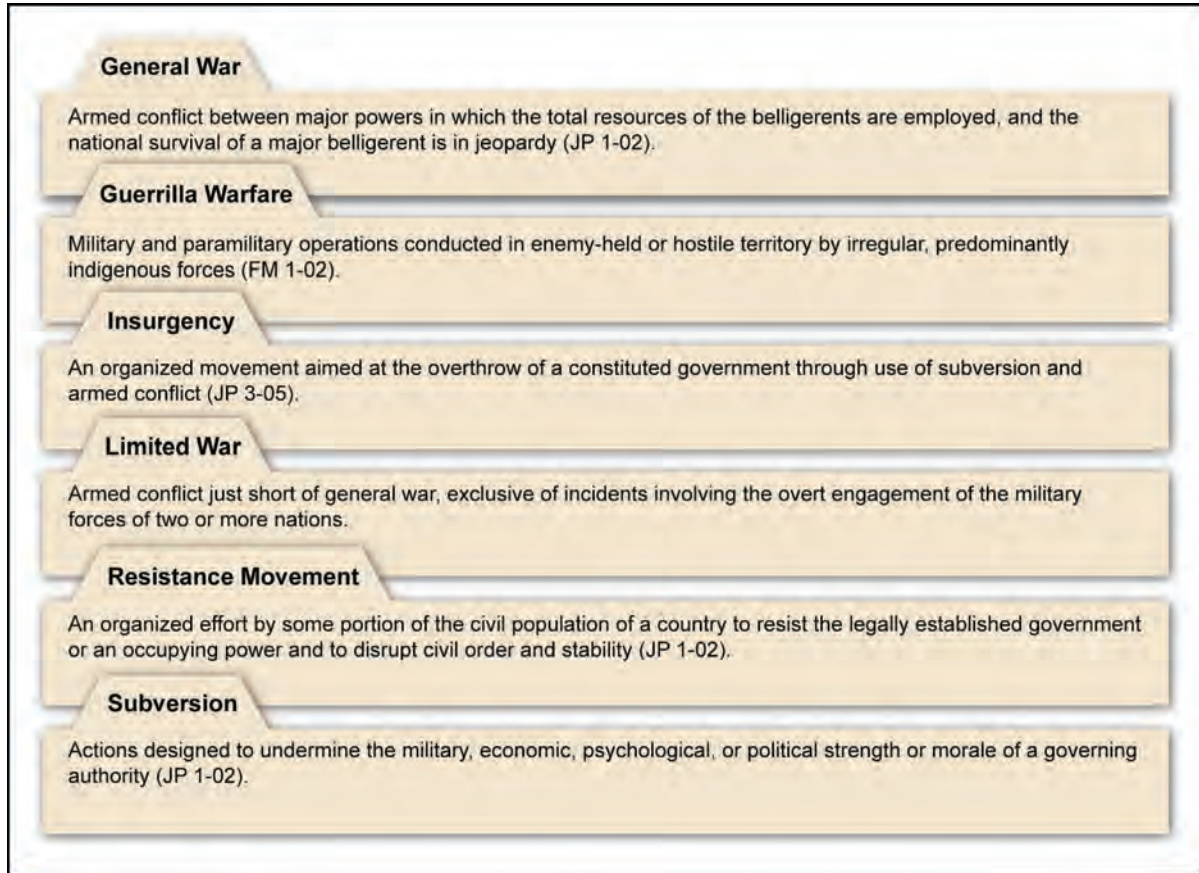 General War
Armed conflict between major powers in which the total resources of the belligerents are employed, and the
national survival of a major belligerent is in jeopardy (JP 1-02).
Guerrilla Warfare
Military and paramilitary operations conducted in enemy-held or hostile territory by irregular, predominantly
indigenous forces (FM 1-02).
Insurgency
An organized movement aimed at the overthrow of a constituted government through use of subversion and
armed conflict (JP 3-05).
Limited War
Armed conflict just short of general war, exclusive of incidents involving the overt engagement of the military
forces of two or more nations.
Resistance Movement
An organized effort by some portion of the civil population of a country to resist the legally established government
or an occupying power and to disrupt civil order and stability (JP 1-02).
Subversion
Actions designed to undermine the military, economic, psychological, or political strength or morale of a governing
authority (JP 1-02).